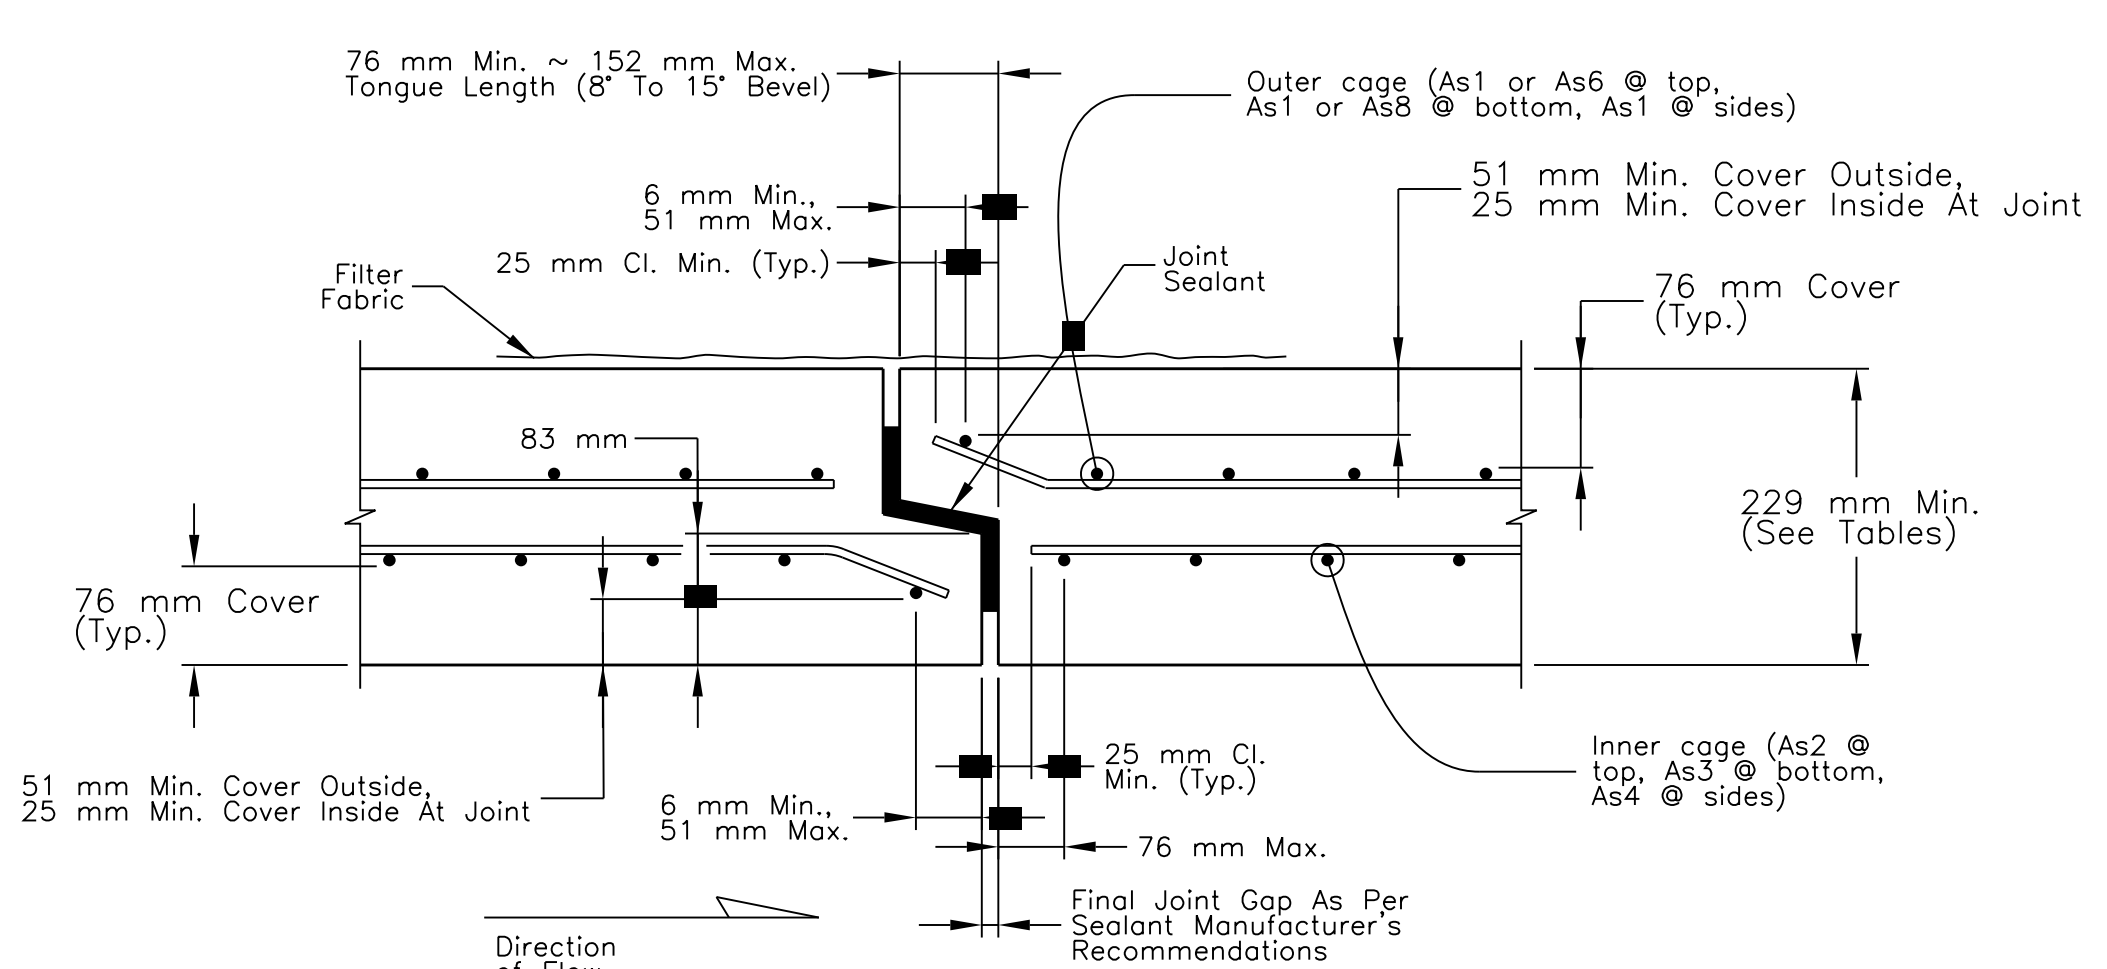 76 mm Min. ~ 152 mm Max.
Tongue Length (8° To 15° Bevel)
Outer cage (As1 or As6 @ top,
As1 or As8 @ bottom, As1 @ sides)
51 mm Min. Cover Outside,
25 mm Min. Cover Inside At Joint
6 mm Min.,
51 mm Max.
25 mm Cl. Min. (Typ.)
Joint
Sealant
Filter
Fabric
76 mm Cover
(Typ.)
83 mm
229 mm Min.
(See Tables)
76 mm Cover
(Typ.)
51 mm Min. Cover Outside,
25 mm Min. Cover Inside At Joint
25 mm Cl.
Min. (Typ.)
Inner cage (As2 @
top, As3 @ bottom,
As4 @ sides)
6 mm Min.,
51 mm Max.
76 mm Max.
Final Joint Gap As Per
Sealant Manufacturer's
Recommendations
Direction
of Flow